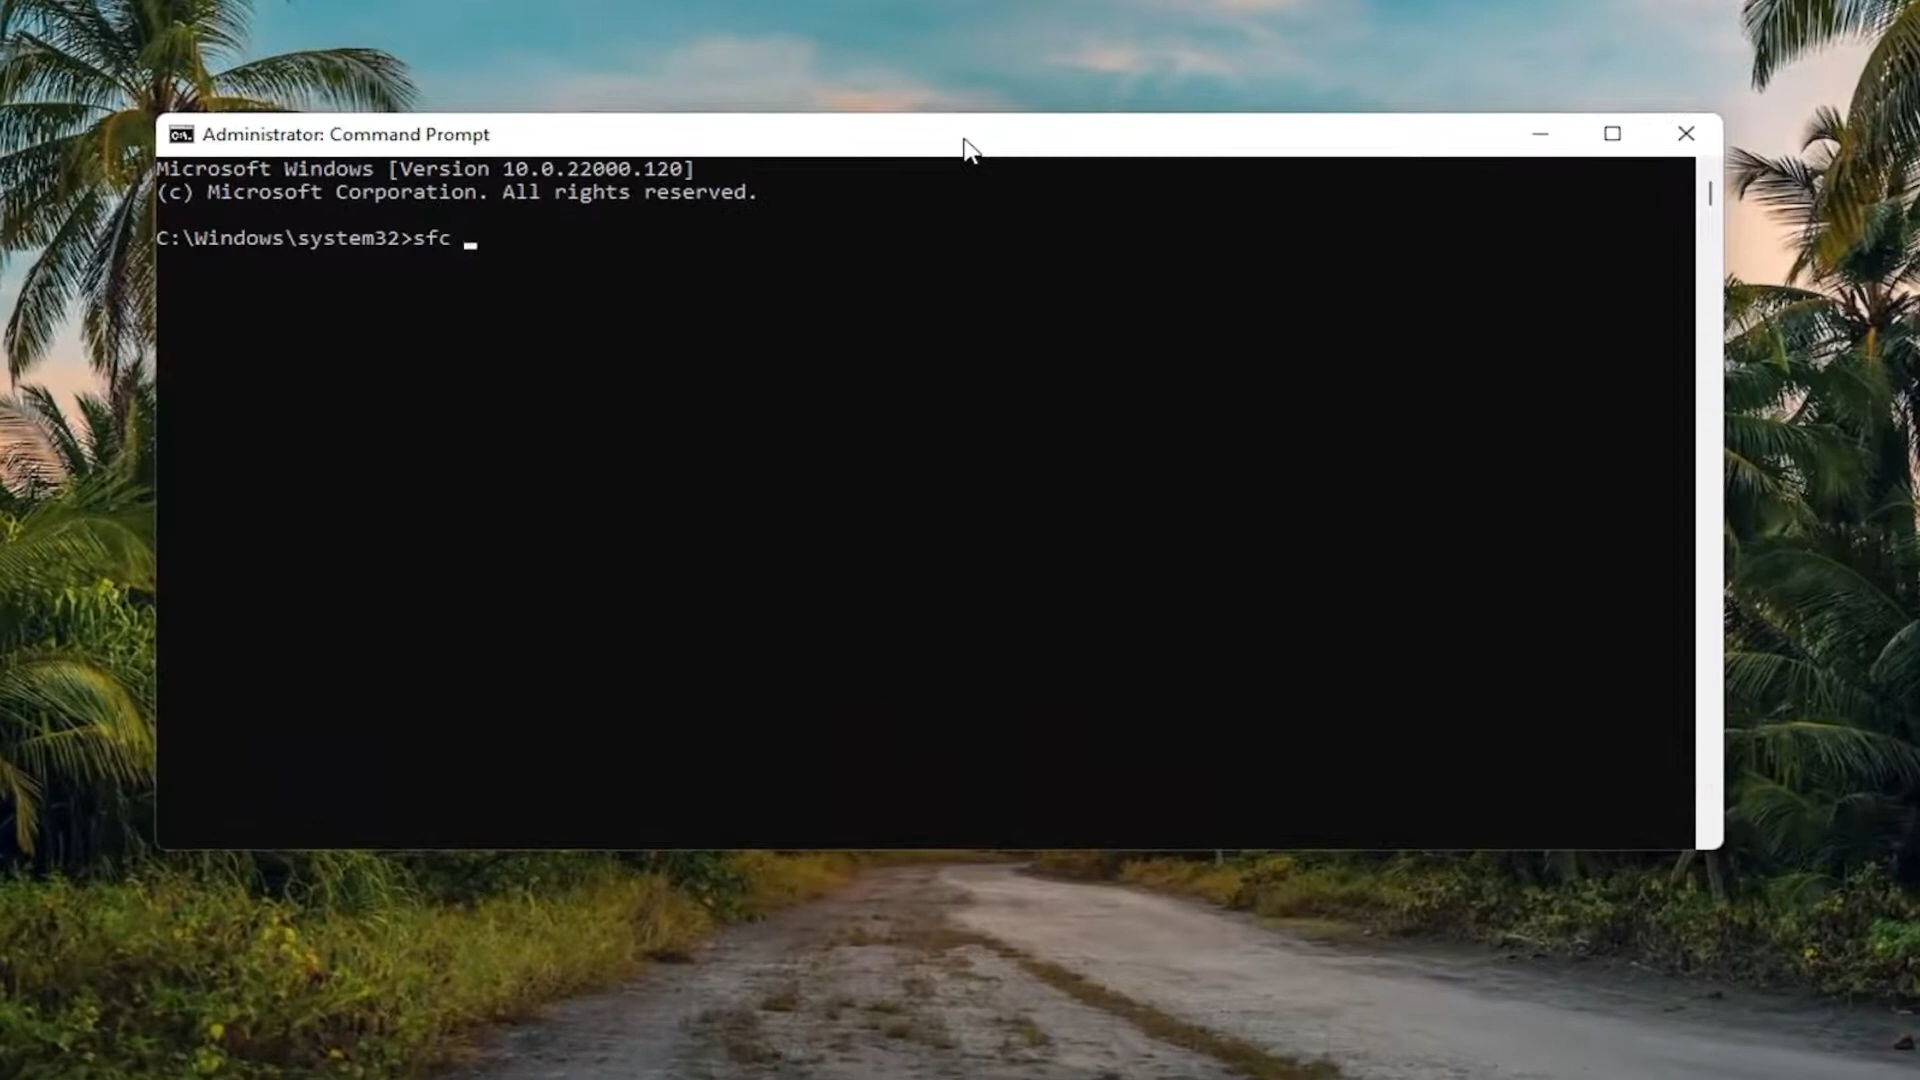 Administrator: Command Prompt
Microsoft Windows [Version 10.0.22000.120]
(c) Microsoft Corporation. All rights reserved.
C:\Windows\system32>sfc